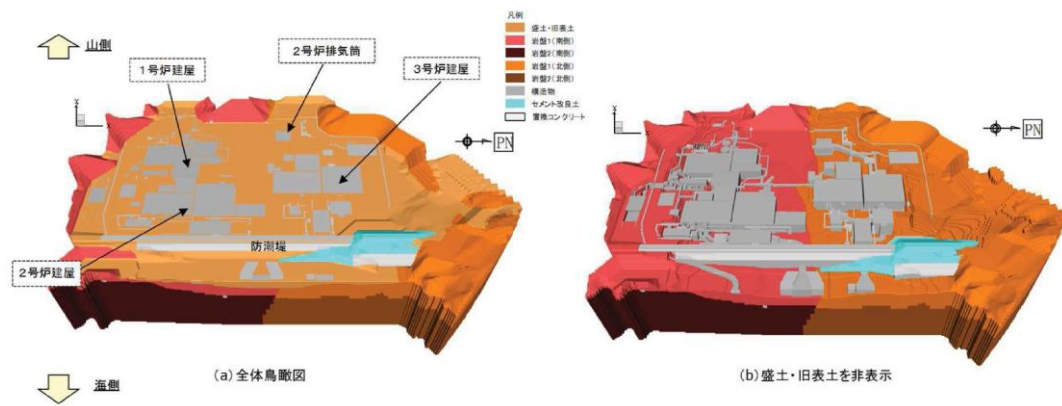 凡例
盛土・旧表土
岩盤1(南側)
岩盤2(南側)
岩盤1(北側)
岩盤2(北側)
構造物
セメント改良土
置換コンクリート
山側
1号炉建屋
2号炉排気筒
3号炉建屋
PN
PN
防潮堤
2号炉建屋
(a)全体鳥瞰図
(b)盛土・旧表土を非表示
海側